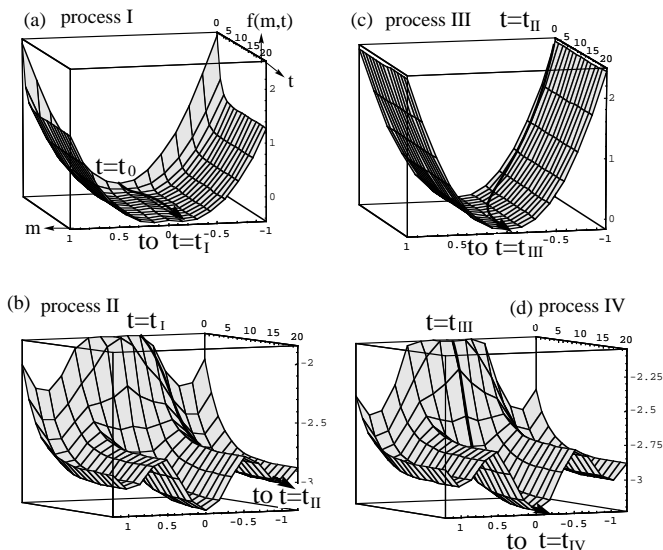 (a) process I
f(m,t)
0 5 10 15 20
t
2
1
0
t=t0
m
1 0.5 0 -0.5 -1
to t=tI
(c) process III t=tII
0 5 10 15 20
2
1
0
1 0.5 0 -0.5 -1
to t=tIII
(b) process II
t=tI
0 5 10 15 20
-2
-2.5
-3
to t=tII
1 0.5 0 -0.5 -1
(d) process IV
t=tIII
0 5 10 15 20
-2.25
-2.5
-2.75
-3
1 0.5 0 -0.5 -1
to t=tIV